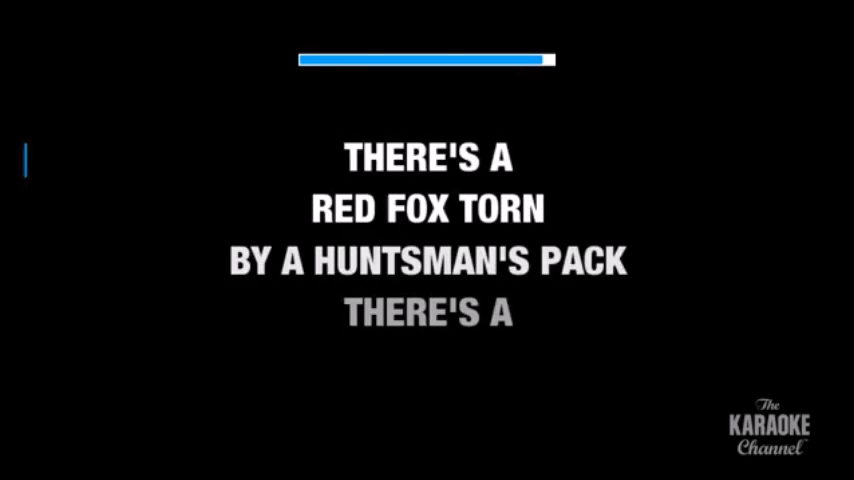 THERE'S A
RED FOX TORN
BY A HUNTSMAN'S PACK
THERE'S A
The
KARAOKE
Channel